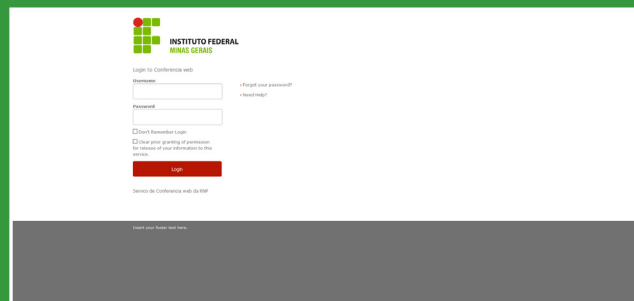 INSTITUTO FEDERAL
MINAS GERAIS
Login to Conferencia web
Username
› Forgot your password?
› Need Help?
Password
Don't Remember Login
Clear prior granting of permission
for release of your information to this
service.
Login
Servico de Conferencia web da RNP
Insert your footer text here.